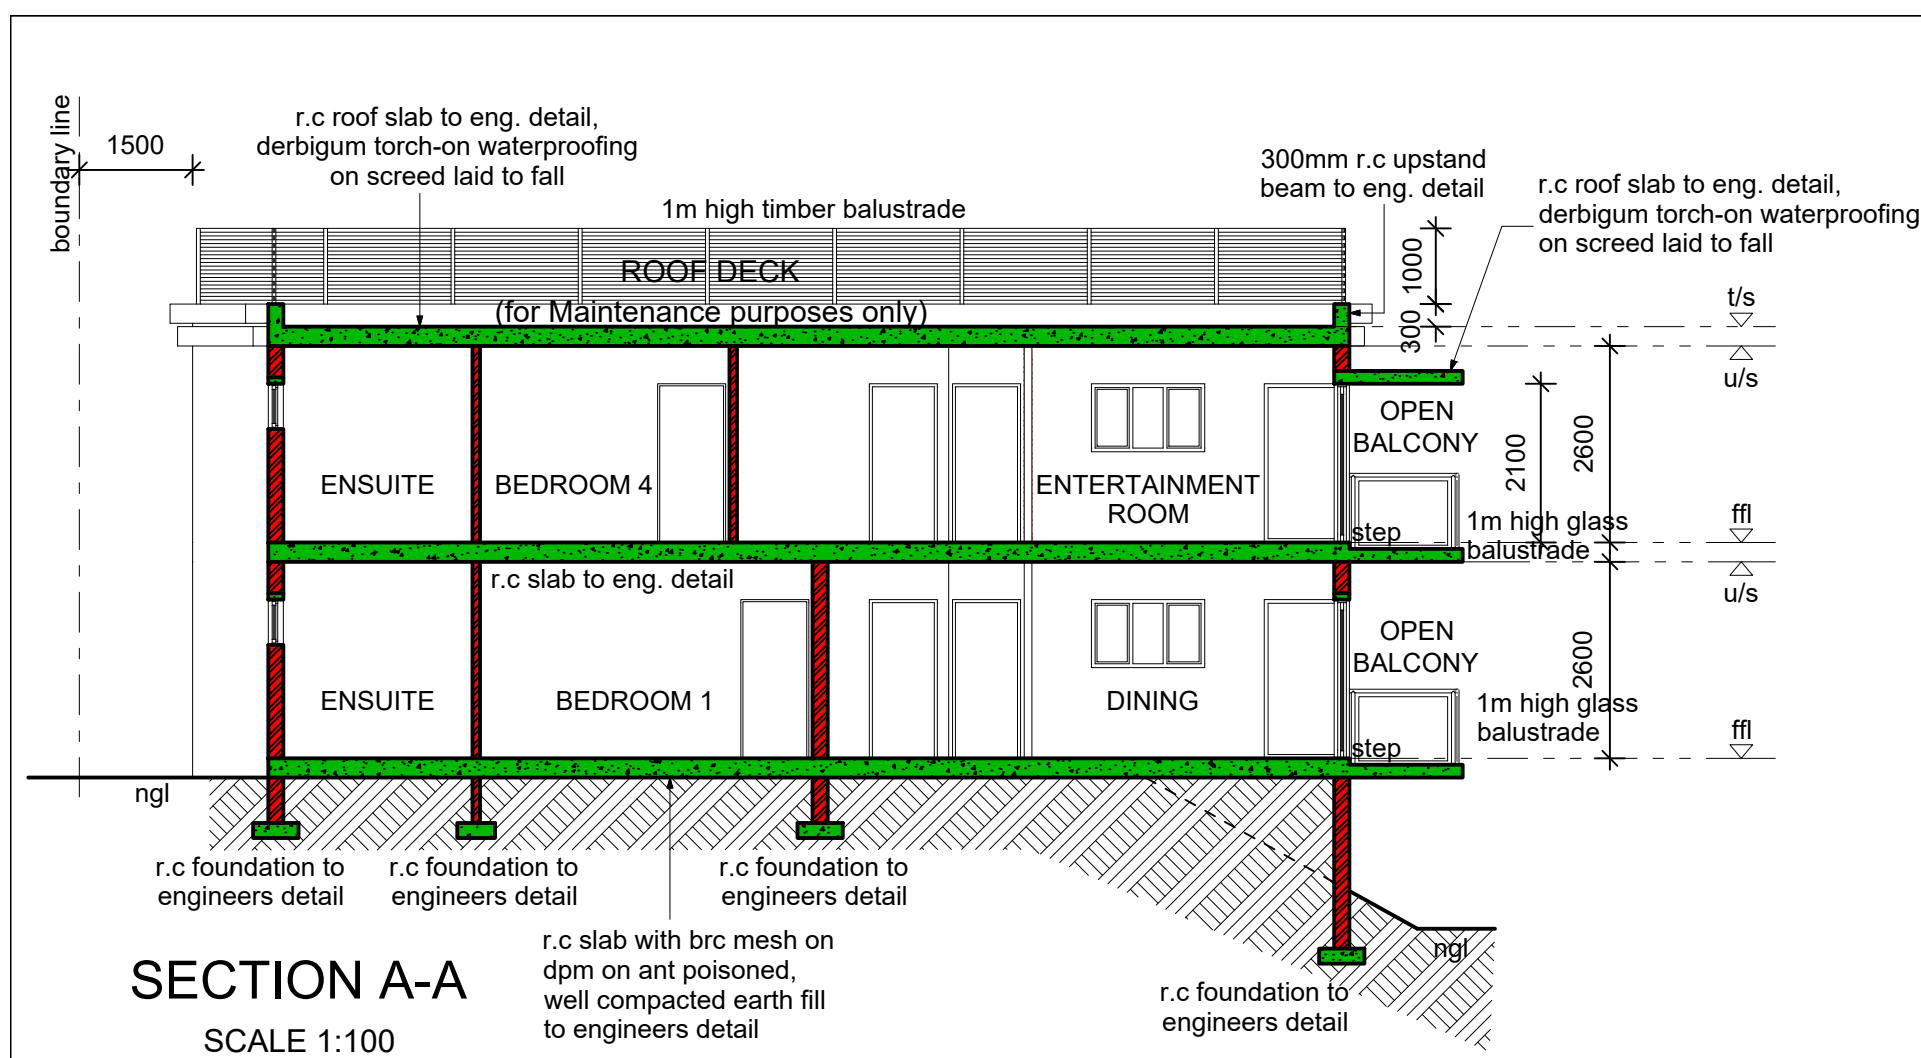 boundary line
1500
r.c roof slab to eng. detail,
derbigum torch-on waterproofing
on screed laid to fall
1m high timber balustrade
300mm r.c upstand
beam to eng. detail
r.c roof slab to eng. detail,
derbigum torch-on waterproofing
on screed laid to fall
ROOF DECK
(for Maintenance purposes only)
1000
300
t/s
u/s
OPEN
BALCONY
2100
2600
ENSUITE
BEDROOM 4
ENTERTAINMENT
ROOM
step
1m high glass
balustrade
ffl
r.c slab to eng. detail
u/s
OPEN
BALCONY
2600
ENSUITE
BEDROOM 1
DINING
1m high glass
balustrade
step
ffl
ngl
r.c foundation to
engineers detail
r.c foundation to
engineers detail
r.c foundation to
engineers detail
r.c slab with brc mesh on
dpm on ant poisoned,
well compacted earth fill
to engineers detail
ngl
r.c foundation to
engineers detail
SECTION A-A
SCALE 1:100